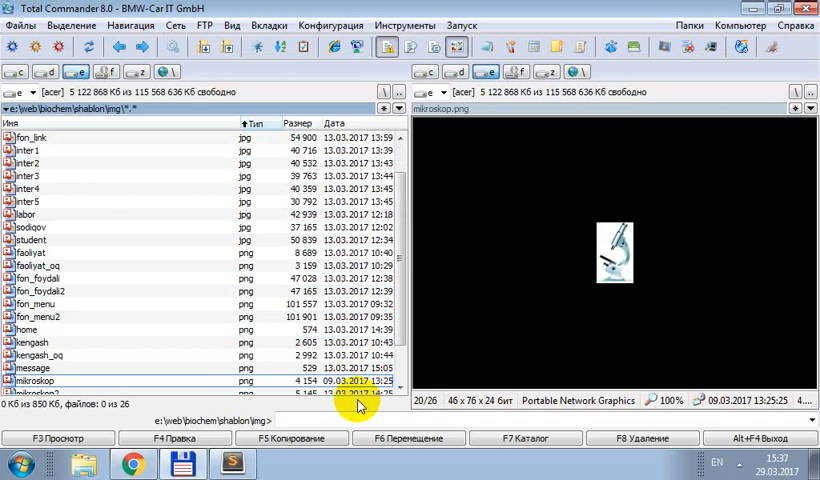 Total Commander 8.0 - BMW-Car IT GmbH
Файлы Выделение Навигация Сеть FTP Вид Вкладки Конфигурация Инструменты Запуск Папки Компьютер Справка
c d e f z \ c d e f z \
e [acer] 5 122 868 Кб из 115 568 636 Кб свободно \ .. e [acer] 5 122 868 Кб из 115 568 636 Кб свободно \ ..
e:\web\biochem\shablon\img\*.* mikroskop.png
Имя Тип Размер Дата
fon_link jpg 54 900 13.03.2017 13:59
inter1 jpg 40 716 13.03.2017 13:39
inter2 jpg 40 532 13.03.2017 13:43
inter3 jpg 39 763 13.03.2017 13:44
inter4 jpg 40 359 13.03.2017 13:45
inter5 jpg 41 976 13.03.2017 13:45
labor jpg 42 939 13.03.2017 12:18
sodiqov jpg 37 165 13.03.2017 12:02
student jpg 50 839 13.03.2017 12:34
faoliyat png 8 689 13.03.2017 10:40
faoliyat_oq png 3 159 13.03.2017 10:29
fon_foydali png 47 028 13.03.2017 12:38
fon_foydali2 png 47 165 13.03.2017 12:39
fon_menu png 101 557 13.03.2017 09:32
fon_menu2 png 101 901 13.03.2017 09:35
home png 574 13.03.2017 14:39
kengash png 2 605 13.03.2017 10:43
kengash_oq png 2 992 13.03.2017 10:44
message png 529 13.03.2017 15:05
mikroskop png 4 154 09.03.2017 13:25
mikroskop2 png 5 145 13.03.2017 14:25
0 Кб из 850 Кб, файлов: 0 из 26
20/26 46 x 76 x 24 бит Portable Network Graphics 100% 09.03.2017 13:25:25 4....
e:\web\biochem\shablon\img>
F3 Просмотр F4 Правка F5 Копирование F6 Перемещение F7 Каталог F8 Удаление Alt+F4 Выход
EN 15:37
29.03.2017